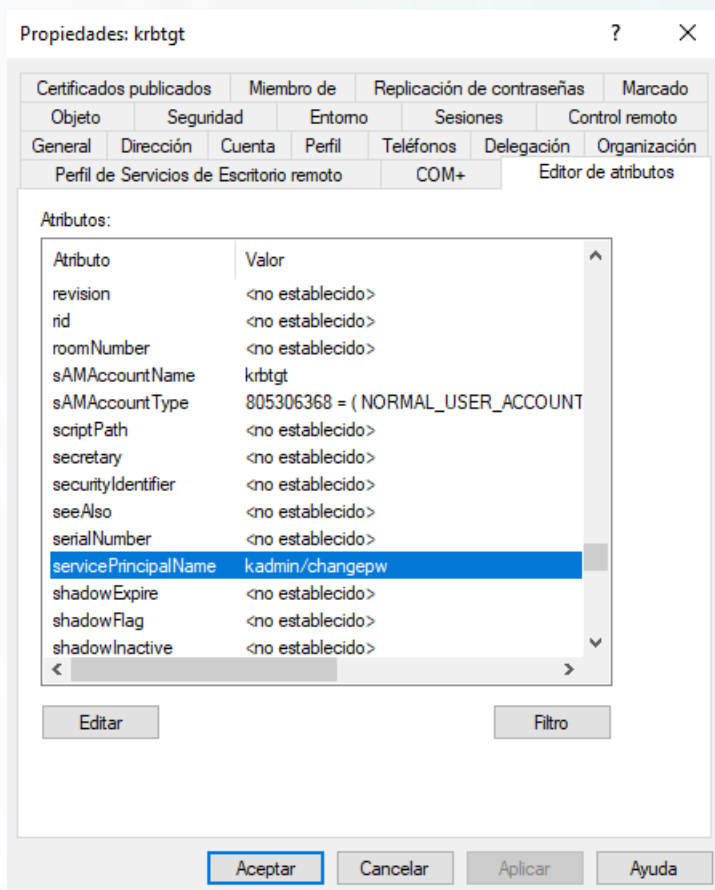 Propiedades: krbtgt
Certificados publicados Miembro de Replicación de contraseñas Marcado
Objeto Seguridad Entorno Sesiones Control remoto
General Dirección Cuenta Perfil Teléfonos Delegación Organización
Perfil de Servicios de Escritorio remoto COM+ Editor de atributos
Atributos:
Atributo Valor
revision <no establecido>
rid <no establecido>
roomNumber <no establecido>
sAMAccountName krbtgt
sAMAccountType 805306368 = ( NORMAL_USER_ACCOUNT
scriptPath <no establecido>
secretary <no establecido>
securityIdentifier <no establecido>
seeAlso <no establecido>
serialNumber <no establecido>
servicePrincipalName kadmin/changepw
shadowExpire <no establecido>
shadowFlag <no establecido>
shadowInactive <no establecido>
Editar Filtro
Aceptar Cancelar Aplicar Ayuda